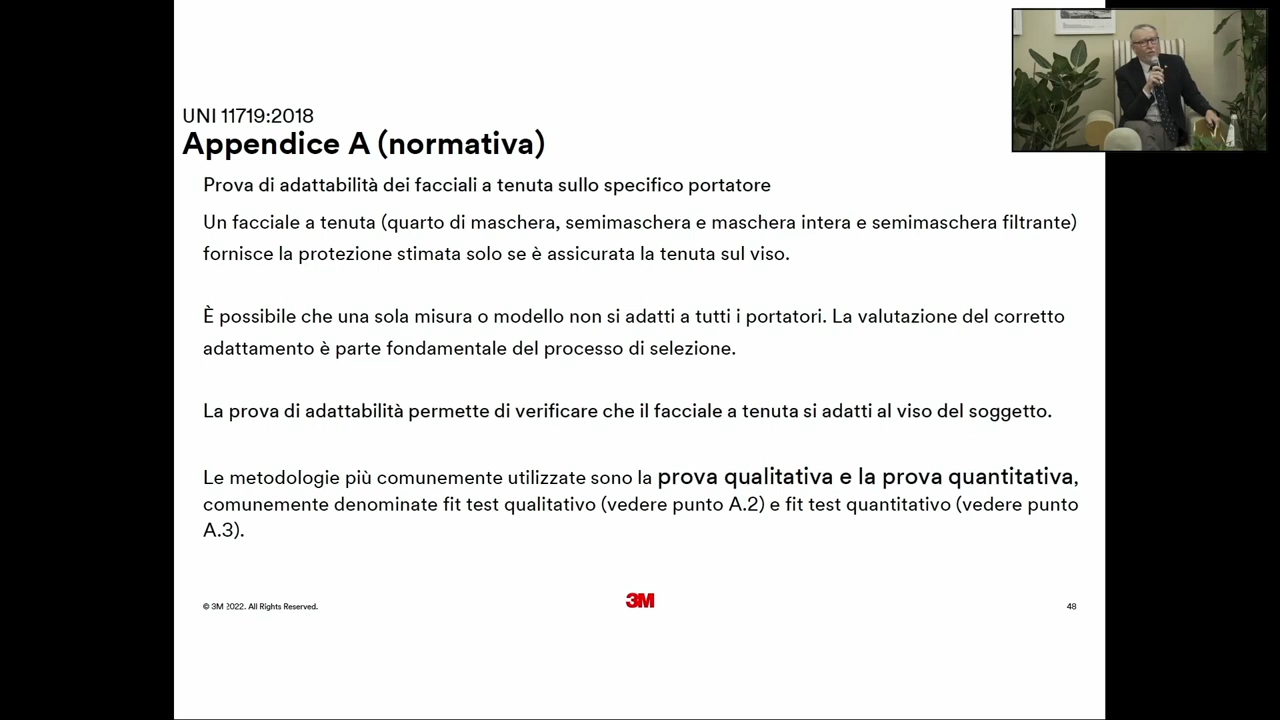 UNI 11719:2018
Appendice A (normativa)
Prova di adattabilità dei facciali a tenuta sullo specifico portatore
Un facciale a tenuta (quarto di maschera, semimaschera e maschera intera e semimaschera filtrante)
fornisce la protezione stimata solo se è assicurata la tenuta sul viso.
È possibile che una sola misura o modello non si adatti a tutti i portatori. La valutazione del corretto
adattamento è parte fondamentale del processo di selezione.
La prova di adattabilità permette di verificare che il facciale a tenuta si adatti al viso del soggetto.
Le metodologie più comunemente utilizzate sono la prova qualitativa e la prova quantitativa,
comunemente denominate fit test qualitativo (vedere punto A.2) e fit test quantitativo (vedere punto
A.3).
© 3M 2022. All Rights Reserved.
3M
48